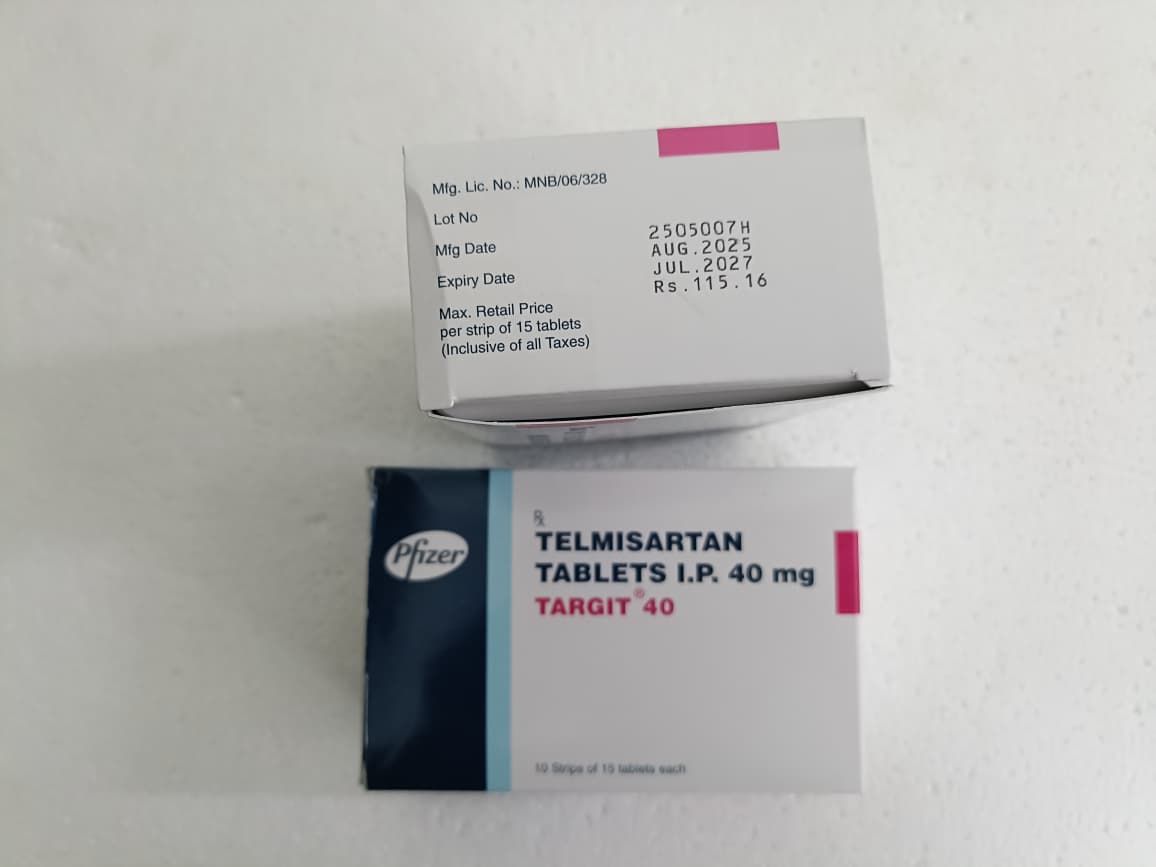 Mfg. Lic. No.: MNB/06/328
Lot No
2505007H
Mfg Date
AUG.2025
Expiry Date
JUL.2027
Max. Retail Price
per strip of 15 tablets
(Inclusive of all Taxes)
Rs.115.16
Pfizer
Rx
TELMISARTAN
TABLETS I.P. 40 mg
TARGIT® 40
10 Strips of 15 tablets each